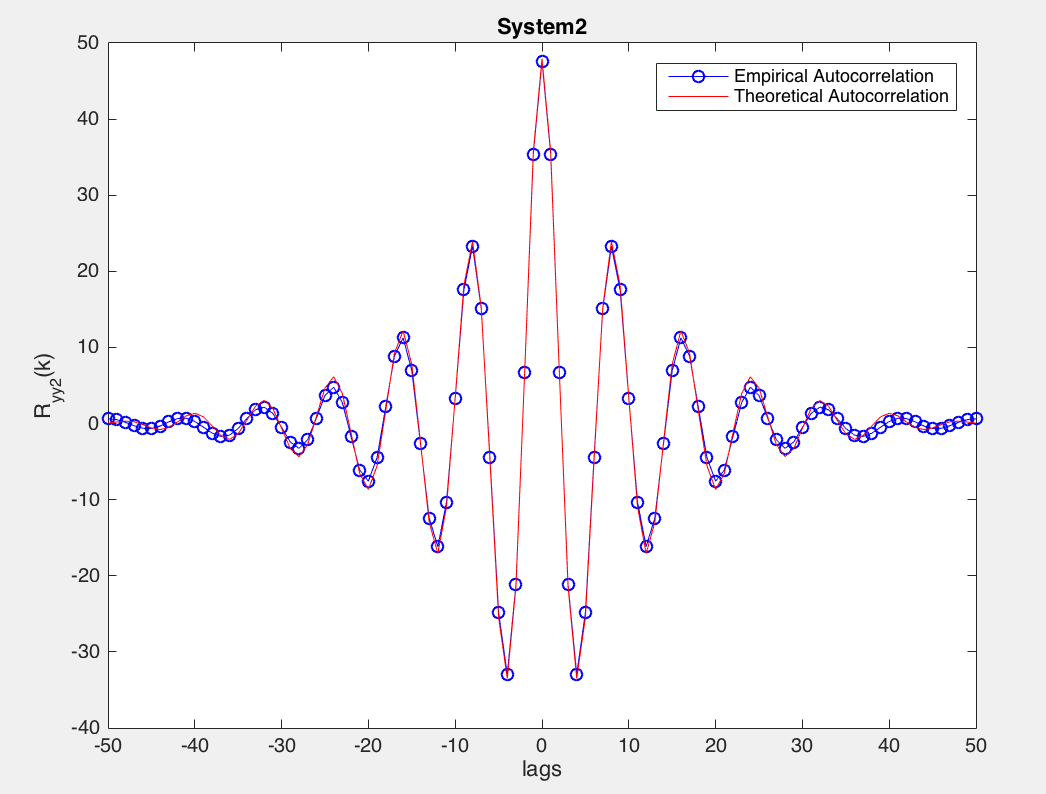 System2
Empirical Autocorrelation
Theoretical Autocorrelation
50
40
30
20
10
0
-10
-20
-30
-40
R_yy2(k)
-50 -40 -30 -20 -10 0 10 20 30 40 50
lags